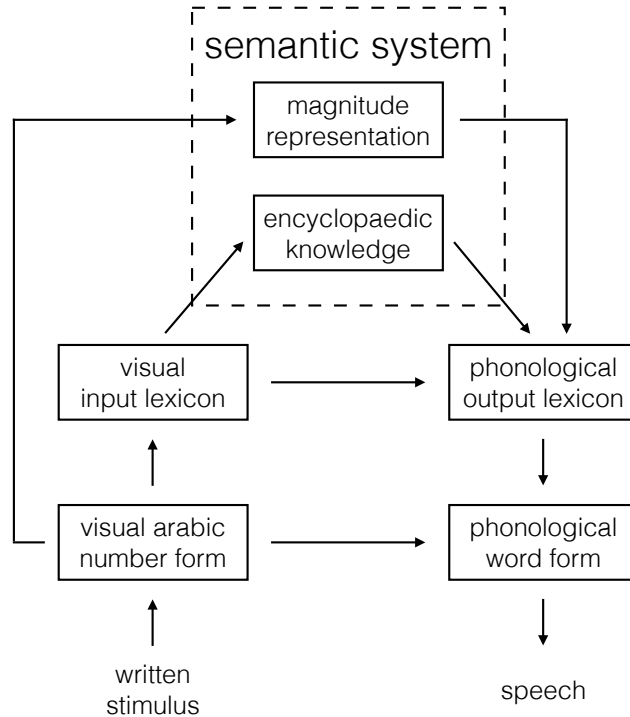 semantic system
magnitude
representation
encyclopaedic
knowledge
visual
input lexicon
phonological
output lexicon
visual arabic
number form
phonological
word form
written
stimulus
speech